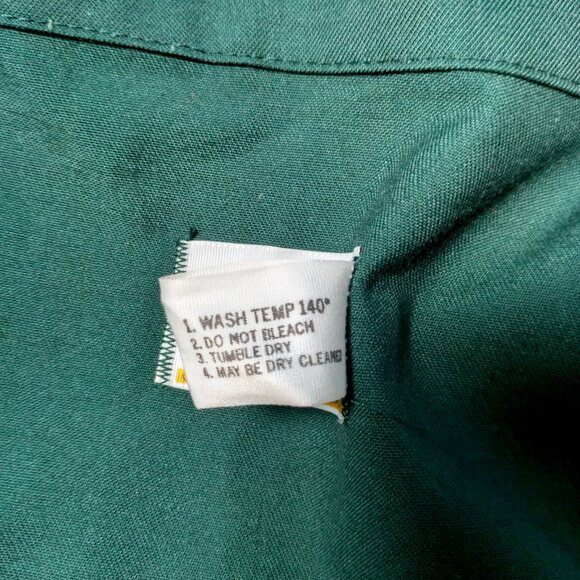 1. WASH TEMP 140°
2. DO NOT BLEACH
3. TUMBLE DRY
4. MAY BE DRY CLEANED